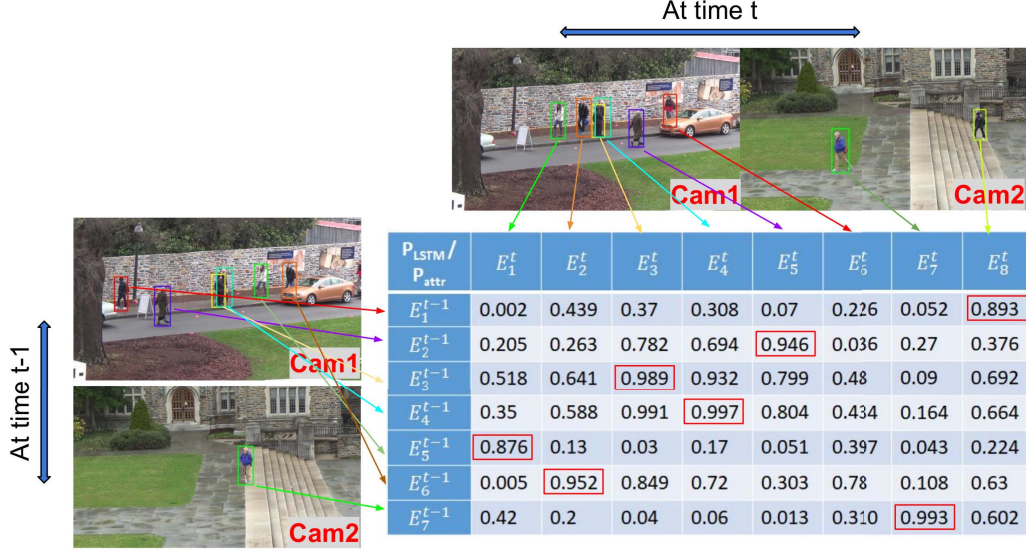 At time t
Cam1
Cam2
At time t-1
Cam1
Cam2
P_LSTM / P_attr E_1^t E_2^t E_3^t E_4^t E_5^t E_6^t E_7^t E_8^t
E_1^{t-1} 0.002 0.439 0.37 0.308 0.07 0.226 0.052 0.893
E_2^{t-1} 0.205 0.263 0.782 0.694 0.946 0.036 0.27 0.376
E_3^{t-1} 0.518 0.641 0.989 0.932 0.799 0.48 0.09 0.692
E_4^{t-1} 0.35 0.588 0.991 0.997 0.804 0.434 0.164 0.664
E_5^{t-1} 0.876 0.13 0.03 0.17 0.051 0.397 0.043 0.224
E_6^{t-1} 0.005 0.952 0.849 0.72 0.303 0.78 0.108 0.63
E_7^{t-1} 0.42 0.2 0.04 0.06 0.013 0.310 0.993 0.602